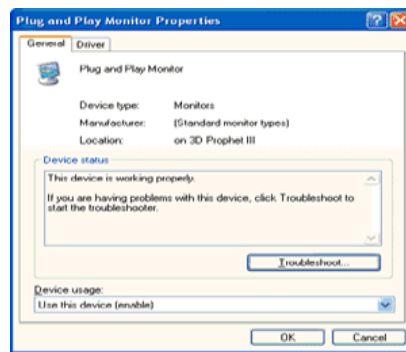 Plug and Play Monitor Properties
General Driver
Plug and Play Monitor
Device type: Monitors
Manufacturer: (Standard monitor types)
Location: on 3D Prophet III
Device status
This device is working properly.
If you are having problems with this device, click Troubleshoot to
start the troubleshooter.
Troubleshoot...
Device usage:
Use this device (enable)
OK Cancel